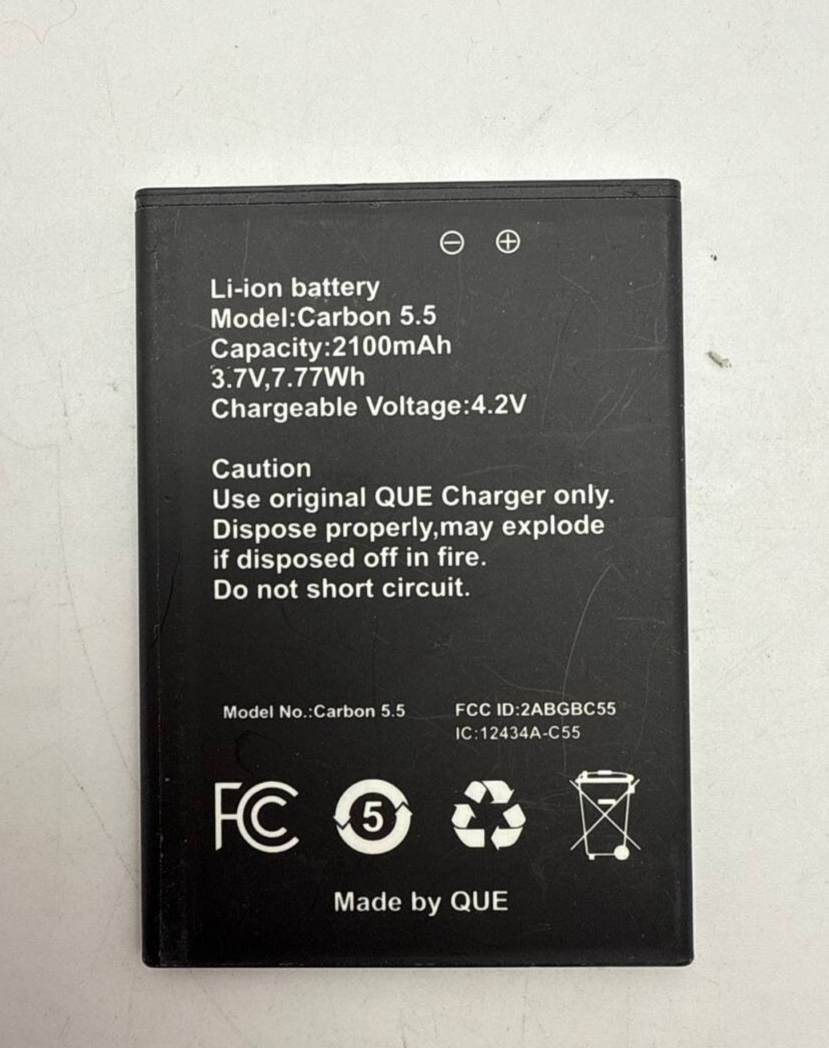 ⊖ ⊕
Li-ion battery
Model:Carbon 5.5
Capacity:2100mAh
3.7V,7.77Wh
Chargeable Voltage:4.2V
Caution
Use original QUE Charger only.
Dispose properly,may explode
if disposed off in fire.
Do not short circuit.
Model No.:Carbon 5.5 FCC ID:2ABGBC55
IC:12434A-C55
FC 5
Made by QUE